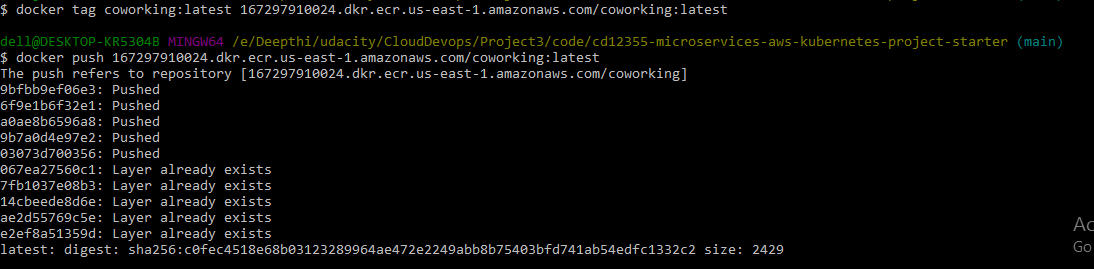 $ docker tag coworking:latest 167297910024.dkr.ecr.us-east-1.amazonaws.com/coworking:latest
dell@DESKTOP-KR5304B MINGW64 /e/Deepthi/udacity/CloudDevops/Project3/code/cd12355-microservices-aws-kubernetes-project-starter (main)
$ docker push 167297910024.dkr.ecr.us-east-1.amazonaws.com/coworking:latest
The push refers to repository [167297910024.dkr.ecr.us-east-1.amazonaws.com/coworking]
9bfbb9ef06e3: Pushed
6f9e1b6f32e1: Pushed
a0ae8b6596a8: Pushed
9b7a0d4e97e2: Pushed
03073d700356: Pushed
067ea27560c1: Layer already exists
7fb1037e08b3: Layer already exists
14cbeede8d6e: Layer already exists
ae2d55769c5e: Layer already exists
e2ef8a51359d: Layer already exists
latest: digest: sha256:c0fec4518e68b03123289964ae472e2249abb8b75403bfd741ab54edfc1332c2 size: 2429
Ac
Go